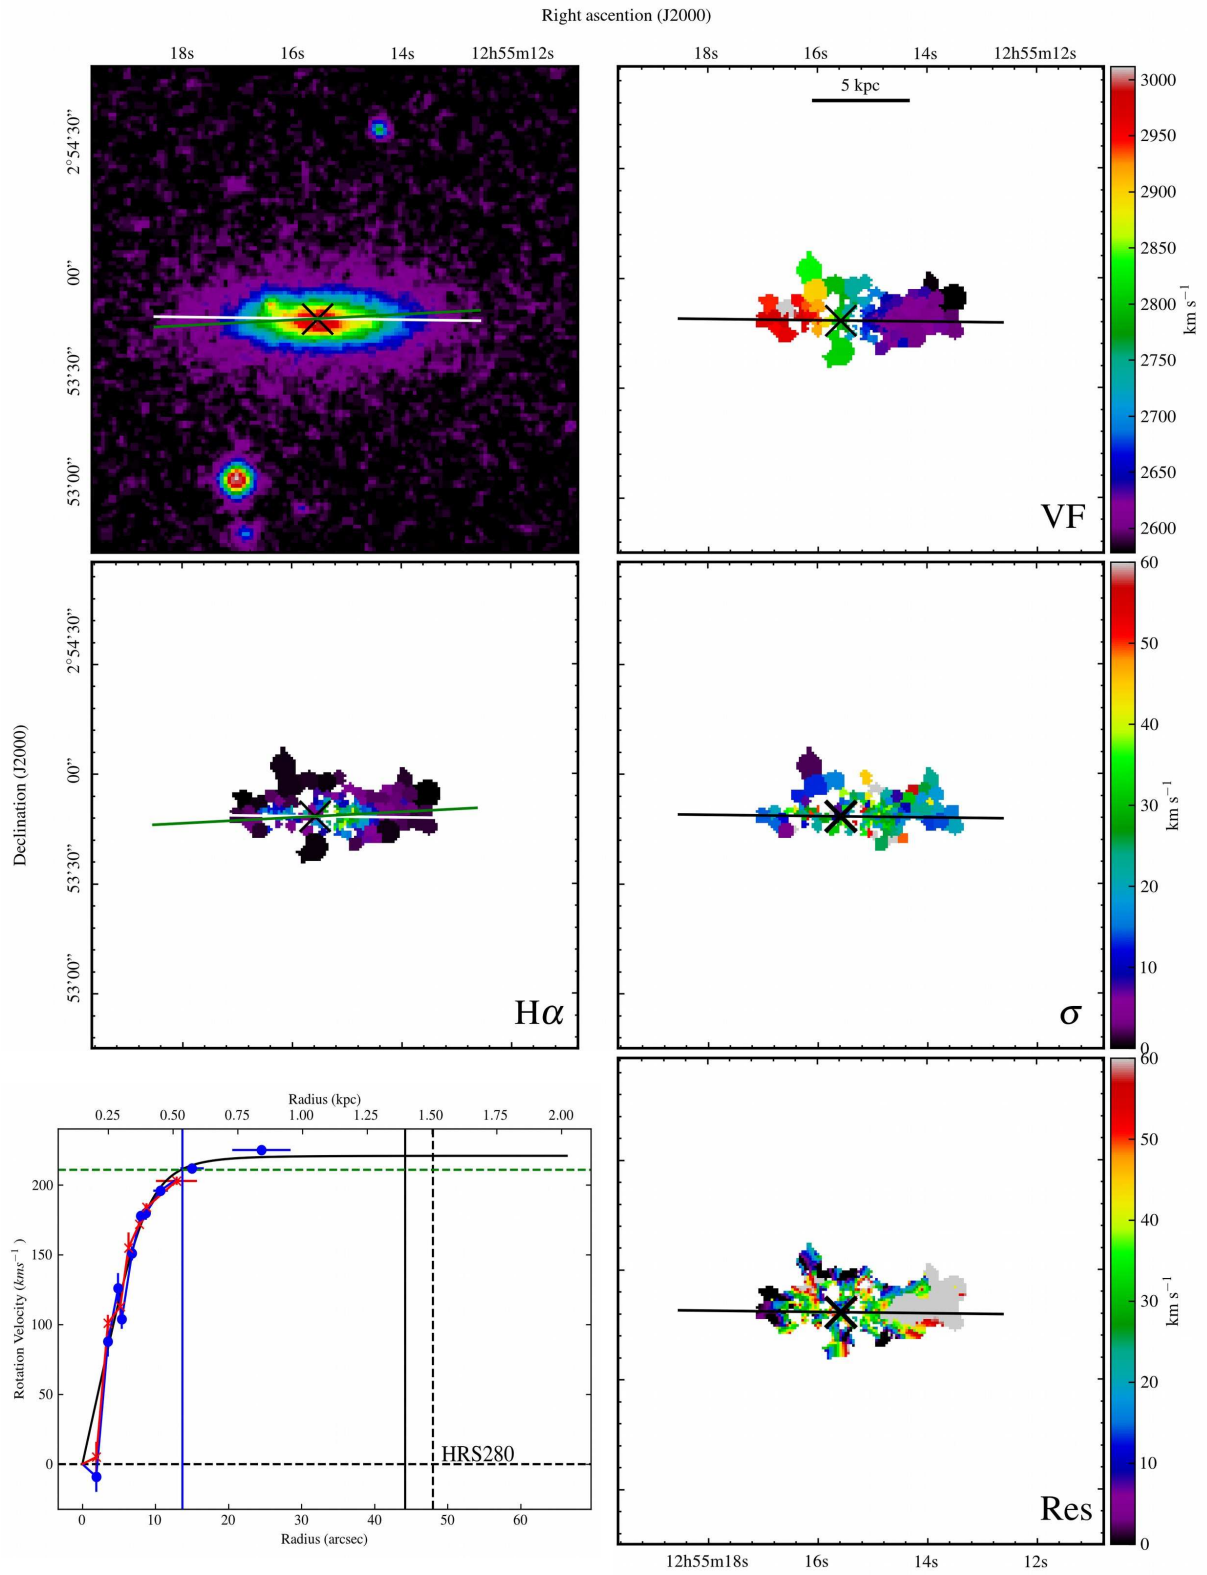 Right ascention (J2000)
18s 16s 14s 12h55m12s
18s 16s 14s 12h55m12s
2°54'30"
00"
53'30"
53'00"
5 kpc
VF
3000
2950
2900
2850
2800
2750
2700
2650
2600
km s−1
Declination (J2000)
2°54'30"
00"
53'30"
53'00"
Hα
σ
60
50
40
30
20
10
0
km s−1
Radius (kpc)
0.25 0.50 0.75 1.00 1.25 1.50 1.75 2.00
Rotation Velocity (kms−1 )
200
150
100
50
0
HRS280
0 10 20 30 40 50 60
Radius (arcsec)
Res
60
50
40
30
20
10
0
km s−1
12h55m18s 16s 14s 12s